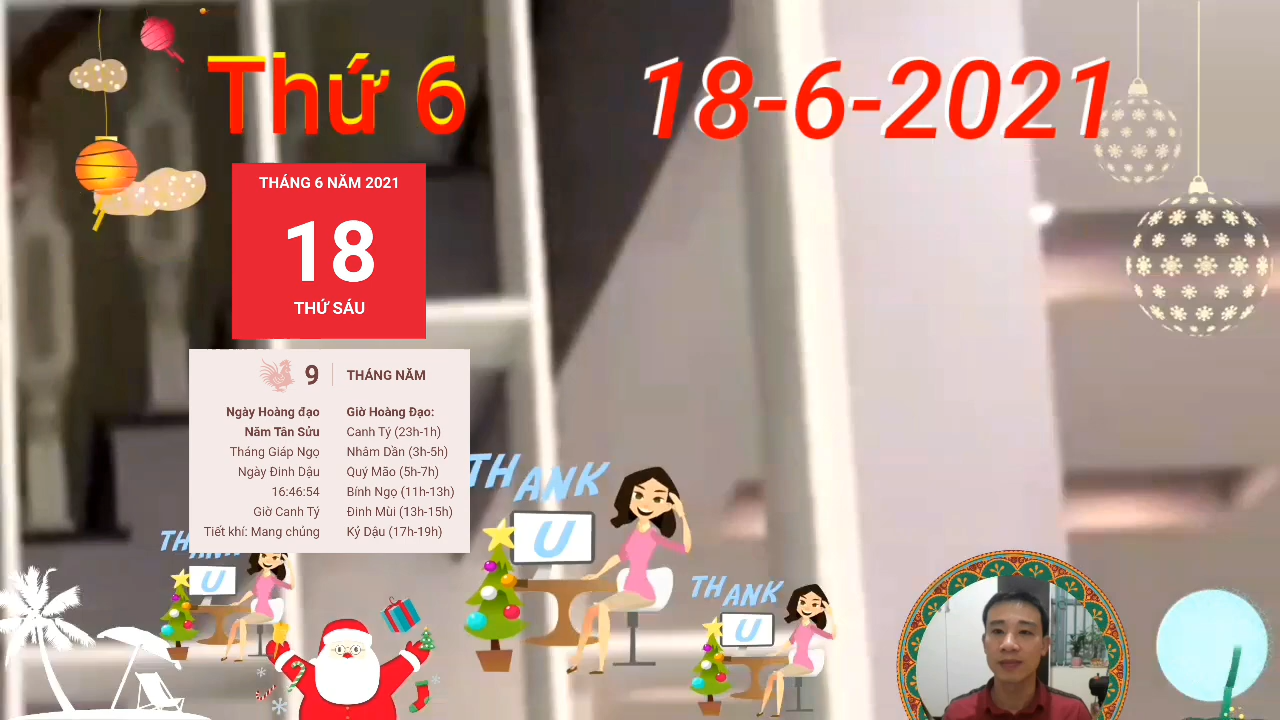 Thứ 6
18-6-2021
THÁNG 6 NĂM 2021
18
THỨ SÁU
9
THÁNG NĂM
Ngày Hoàng đạo
Năm Tân Sửu
Tháng Giáp Ngọ
Ngày Đinh Dậu
16:46:54
Giờ Canh Tý
Tiết khí: Mang chủng
Giờ Hoàng Đạo:
Canh Tý (23h-1h)
Nhâm Dần (3h-5h)
Quý Mão (5h-7h)
Bính Ngọ (11h-13h)
Đinh Mùi (13h-15h)
Kỷ Dậu (17h-19h)
THANK
U
THANK
U
THANK
U